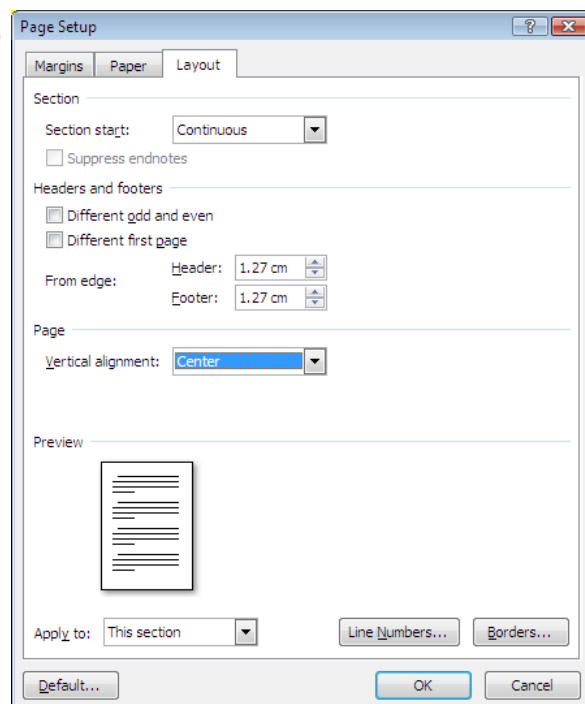 Page Setup
Margins Paper Layout
Section
Section start: Continuous
Suppress endnotes
Headers and footers
Different odd and even
Different first page
From edge:
Header: 1.27 cm
Footer: 1.27 cm
Page
Vertical alignment: Center
Preview
Apply to: This section Line Numbers... Borders...
Default... OK Cancel